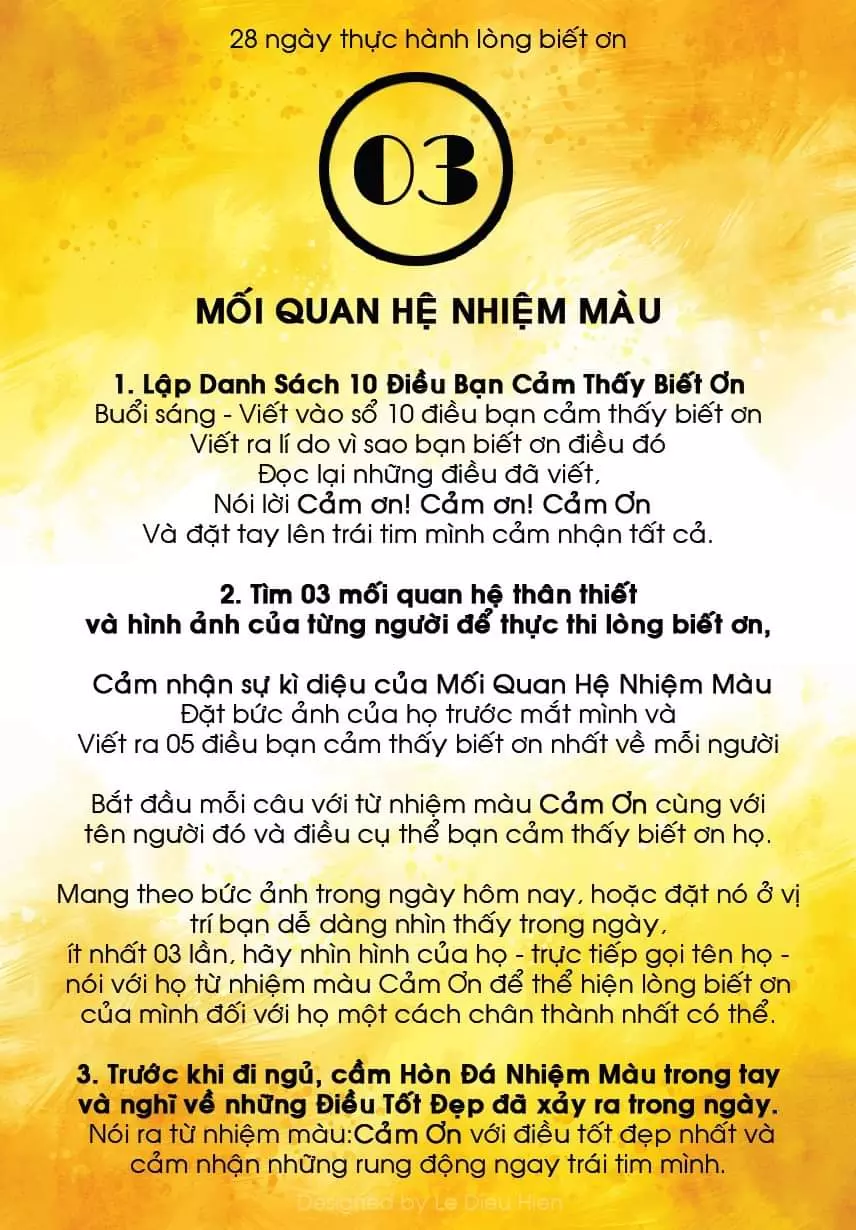 28 ngày thực hành lòng biết ơn
03
MỐI QUAN HỆ NHIỆM MÀU
1. Lập Danh Sách 10 Điều Bạn Cảm Thấy Biết Ơn
Buổi sáng - Viết vào sổ 10 điều bạn cảm thấy biết ơn
Viết ra lí do vì sao bạn biết ơn điều đó
Đọc lại những điều đã viết,
Nói lời Cảm ơn! Cảm ơn! Cảm Ơn
Và đặt tay lên trái tim mình cảm nhận tất cả.
2. Tìm 03 mối quan hệ thân thiết
và hình ảnh của từng người để thực thi lòng biết ơn,
Cảm nhận sự kì diệu của Mối Quan Hệ Nhiệm Màu
Đặt bức ảnh của họ trước mắt mình và
Viết ra 05 điều bạn cảm thấy biết ơn nhất về mỗi người
Bắt đầu mỗi câu với từ nhiệm màu Cảm Ơn cùng với
tên người đó và điều cụ thể bạn cảm thấy biết ơn họ.
Mang theo bức ảnh trong ngày hôm nay, hoặc đặt nó ở vị
trí bạn dễ dàng nhìn thấy trong ngày,
ít nhất 03 lần, hãy nhìn hình của họ - trực tiếp gọi tên họ -
nói với họ từ nhiệm màu Cảm Ơn để thể hiện lòng biết ơn
của mình đối với họ một cách chân thành nhất có thể.
3. Trước khi đi ngủ, cầm Hòn Đá Nhiệm Màu trong tay
và nghĩ về những Điều Tốt Đẹp đã xảy ra trong ngày.
Nói ra từ nhiệm màu:Cảm Ơn với điều tốt đẹp nhất và
cảm nhận những rung động ngay trái tim mình.
Designed by Le Dieu Hien